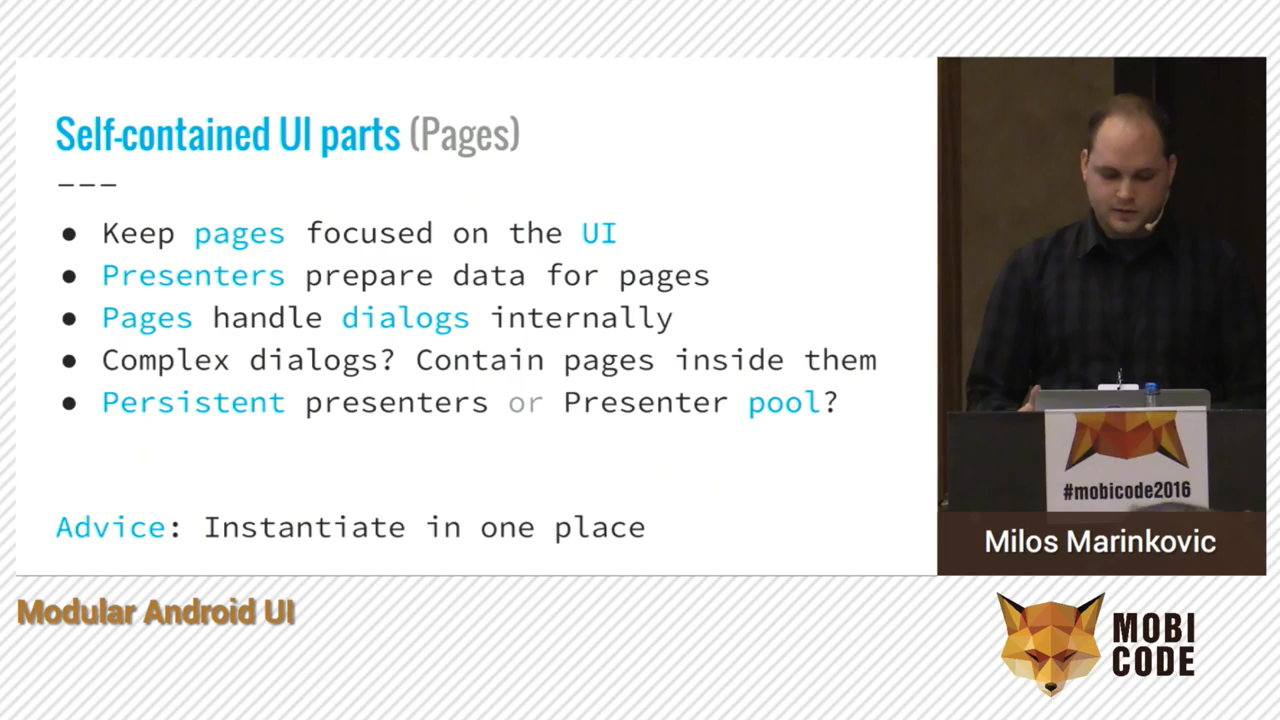 Self-contained UI parts (Pages)
---
● Keep pages focused on the UI
● Presenters prepare data for pages
● Pages handle dialogs internally
● Complex dialogs? Contain pages inside them
● Persistent presenters or Presenter pool?
Advice: Instantiate in one place
#mobicode2016
Milos Marinkovic
Modular Android UI
MOBI
CODE